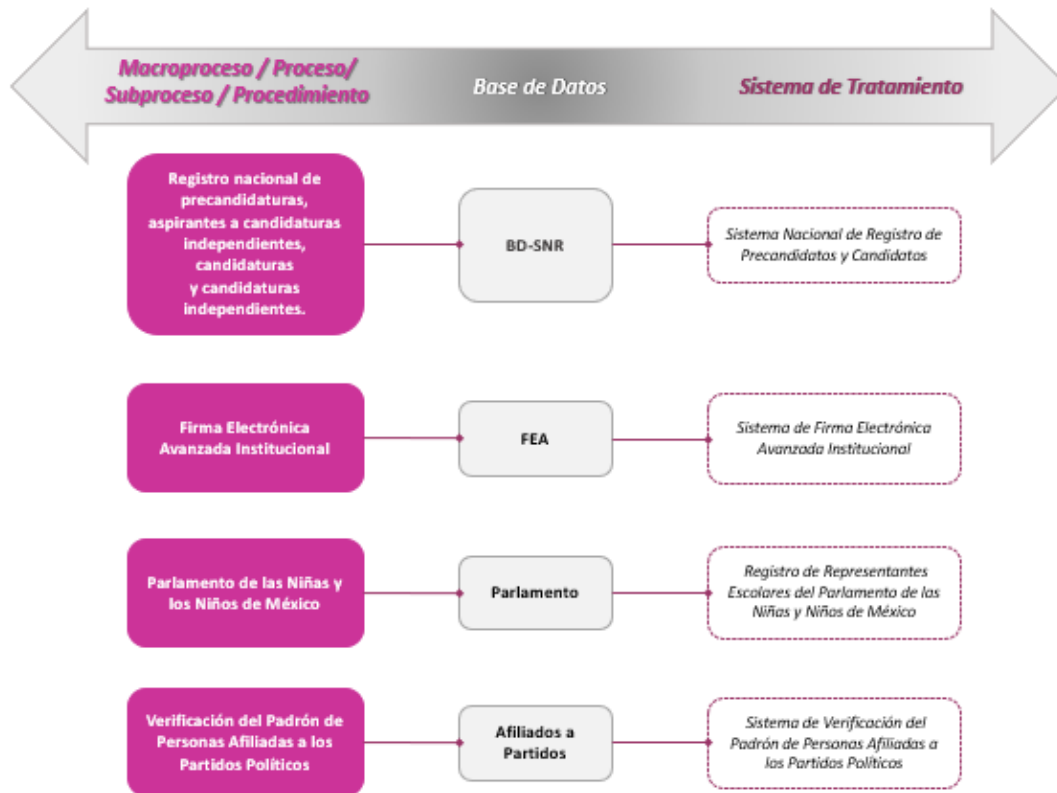 Macroproceso / Proceso/
Subproceso / Procedimiento
Base de Datos
Sistema de Tratamiento
Registro nacional de
precandidaturas,
aspirantes a candidaturas
independientes,
candidaturas
y candidaturas
independientes.
BD-SNR
Sistema Nacional de Registro de
Precandidatos y Candidatos
Firma Electrónica
Avanzada Institucional
FEA
Sistema de Firma Electrónica
Avanzada Institucional
Parlamento de las Niñas y
los Niños de México
Parlamento
Registro de Representantes
Escolares del Parlamento de las
Niñas y Niños de México
Verificación del Padrón de
Personas Afiliadas a los
Partidos Políticos
Afiliados a
Partidos
Sistema de Verificación del
Padrón de Personas Afiliadas a
los Partidos Políticos